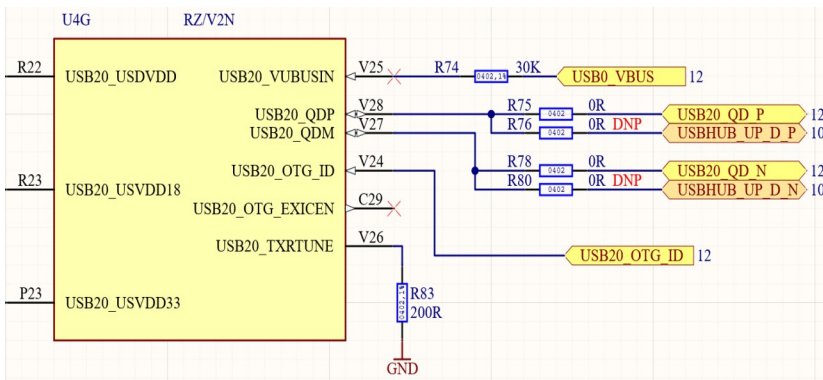 U4G RZ/V2N
R22 USB20_USDVDD USB20_VUBUSIN V25 R74 0402,1% 30K USB0_VBUS 12
USB20_QDP V28 R75 0402 0R USB20_QD_P 12
USB20_QDM V27 R76 0402 0R DNP USBHUB_UP_D_P 10
USB20_OTG_ID V24 R78 0402 0R USB20_QD_N 12
R23 USB20_USVDD18 R80 0402 0R DNP USBHUB_UP_D_N 10
USB20_OTG_EXICEN C29
USB20_TXRTUNE V26 USB20_OTG_ID 12
P23 USB20_USVDD33 0402,1% R83
200R
GND